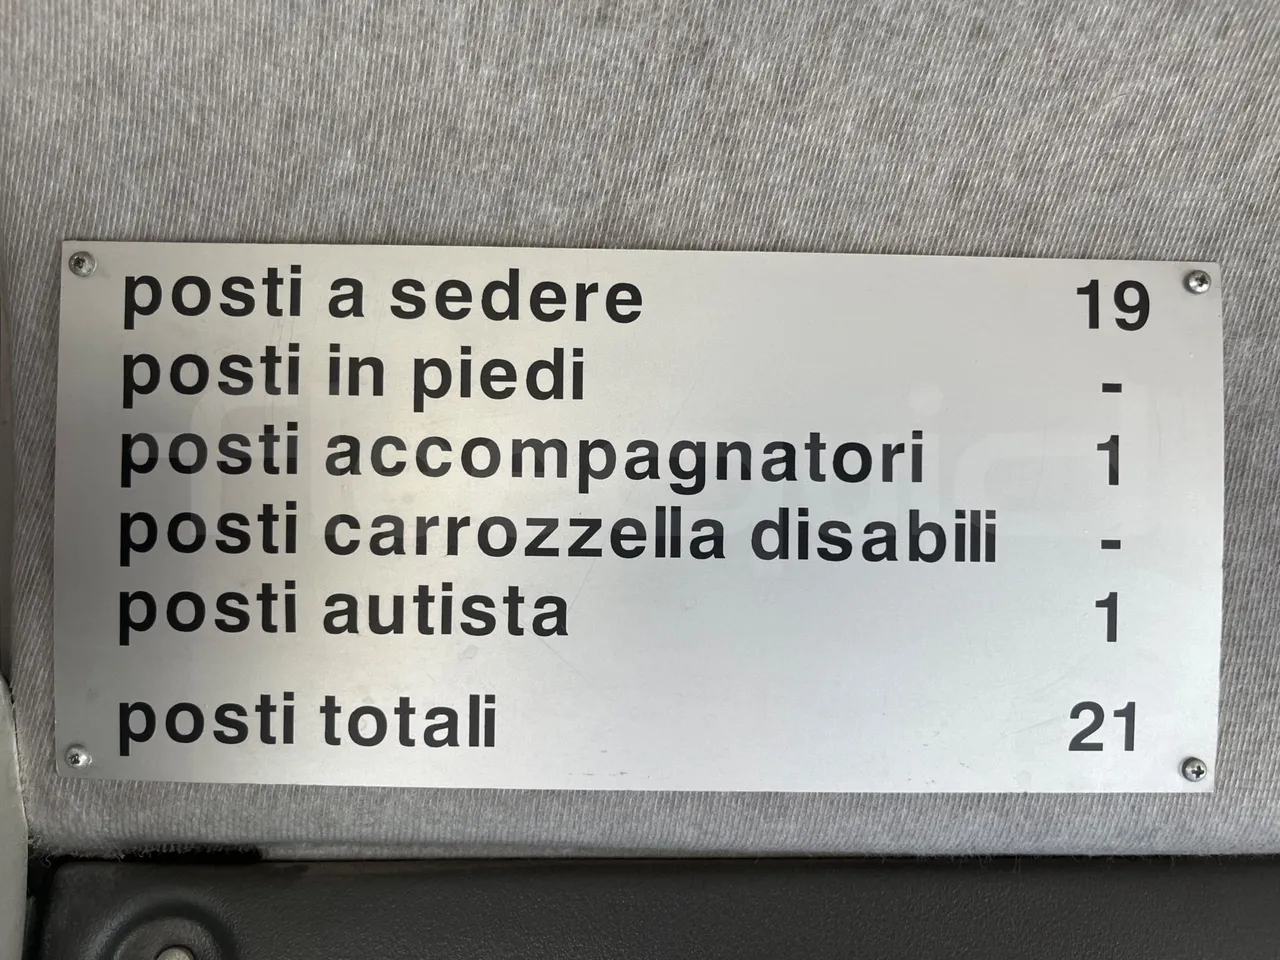 posti a sedere 19
posti in piedi -
posti accompagnatori 1
posti carrozzella disabili -
posti autista 1
posti totali 21